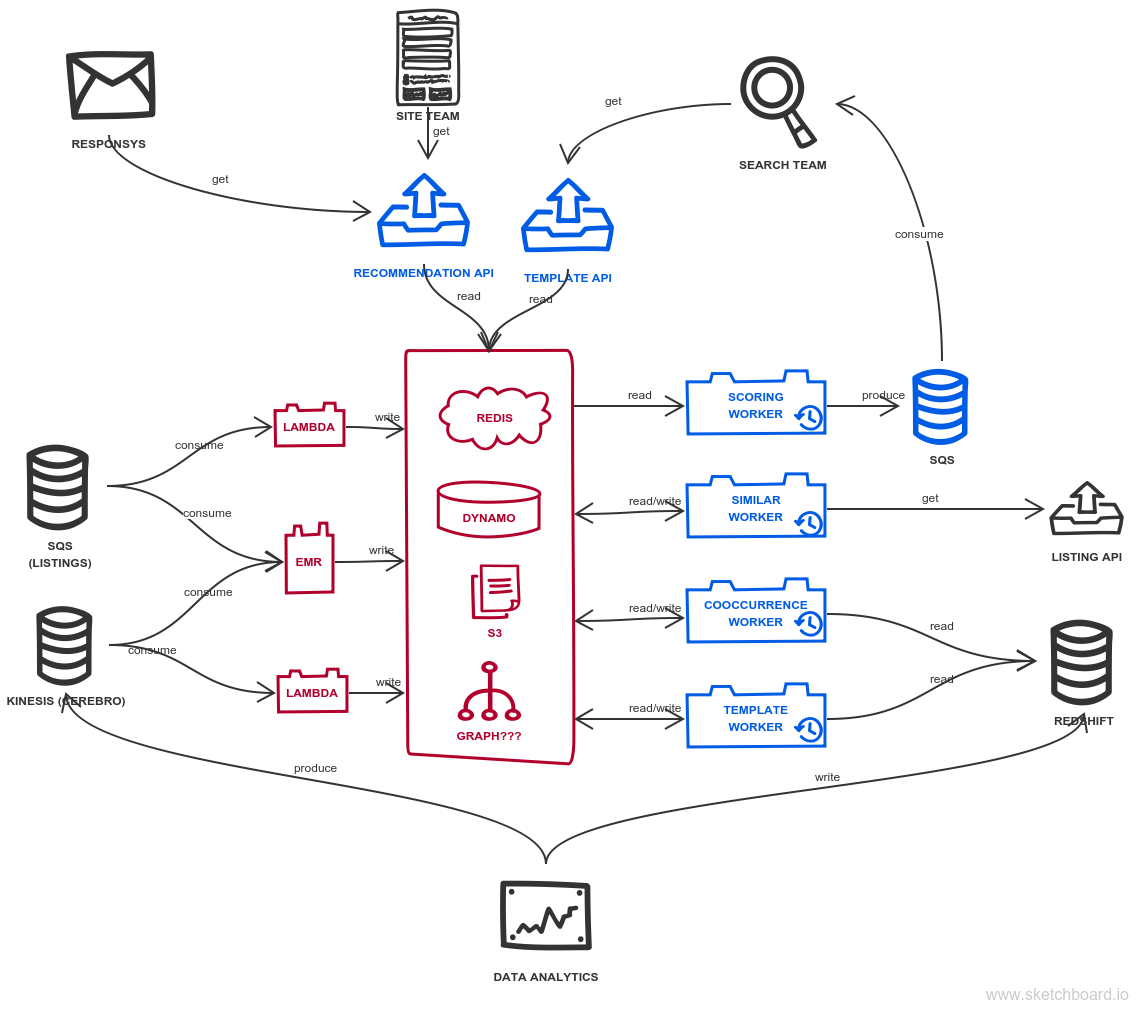 RESPONSYS
SITE TEAM
get
get
SEARCH TEAM
get
RECOMMENDATION API
TEMPLATE API
read
read
consume
REDIS
DYNAMO
S3
GRAPH???
LAMBDA
write
consume
SQS
(LISTINGS)
consume
EMR
write
consume
KINESIS (CEREBRO)
consume
LAMBDA
write
read
SCORING
WORKER
produce
SQS
read/write
SIMILAR
WORKER
get
LISTING API
read/write
COOCCURRENCE
WORKER
read
read/write
TEMPLATE
WORKER
read
REDSHIFT
produce
write
DATA ANALYTICS
www.sketchboard.io